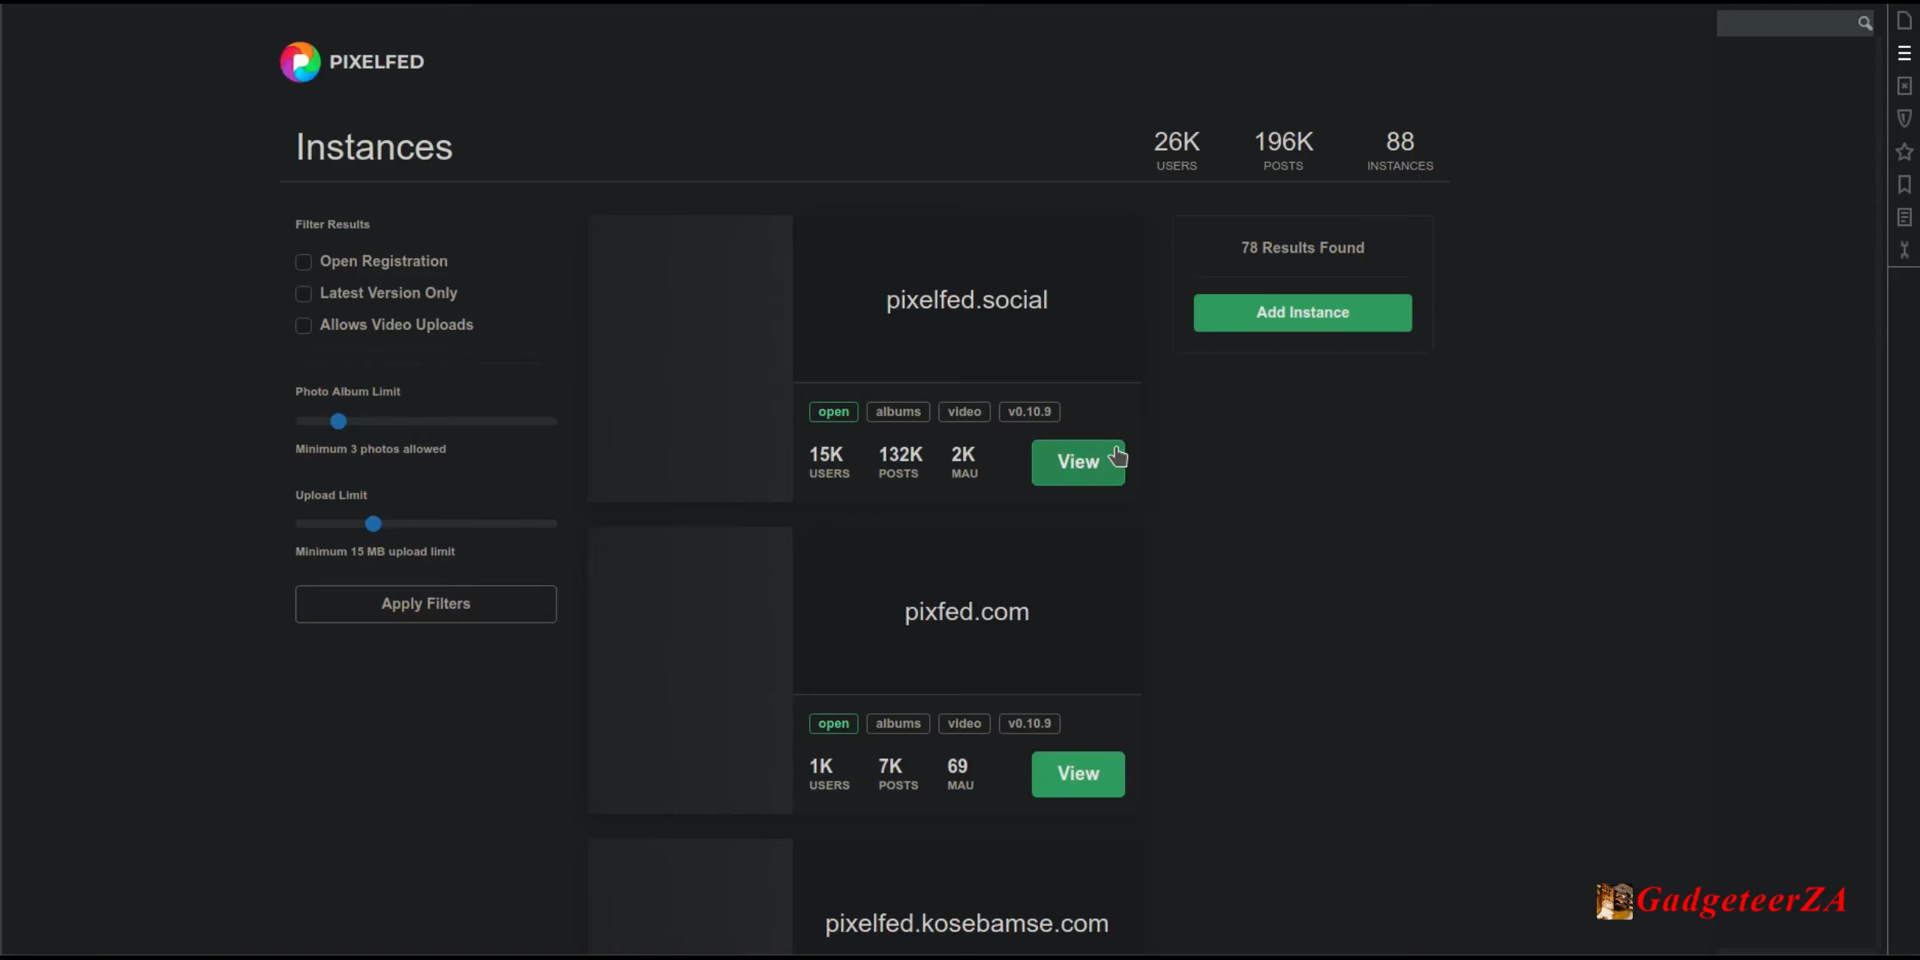 PIXELFED
Instances
26K
USERS
196K
POSTS
88
INSTANCES
Filter Results
Open Registration
Latest Version Only
Allows Video Uploads
Photo Album Limit
Minimum 3 photos allowed
Upload Limit
Minimum 15 MB upload limit
Apply Filters
pixelfed.social
open albums video v0.10.9
15K
USERS
132K
POSTS
2K
MAU
View
pixfed.com
open albums video v0.10.9
1K
USERS
7K
POSTS
69
MAU
View
pixelfed.kosebamse.com
78 Results Found
Add Instance
GadgeteerZA